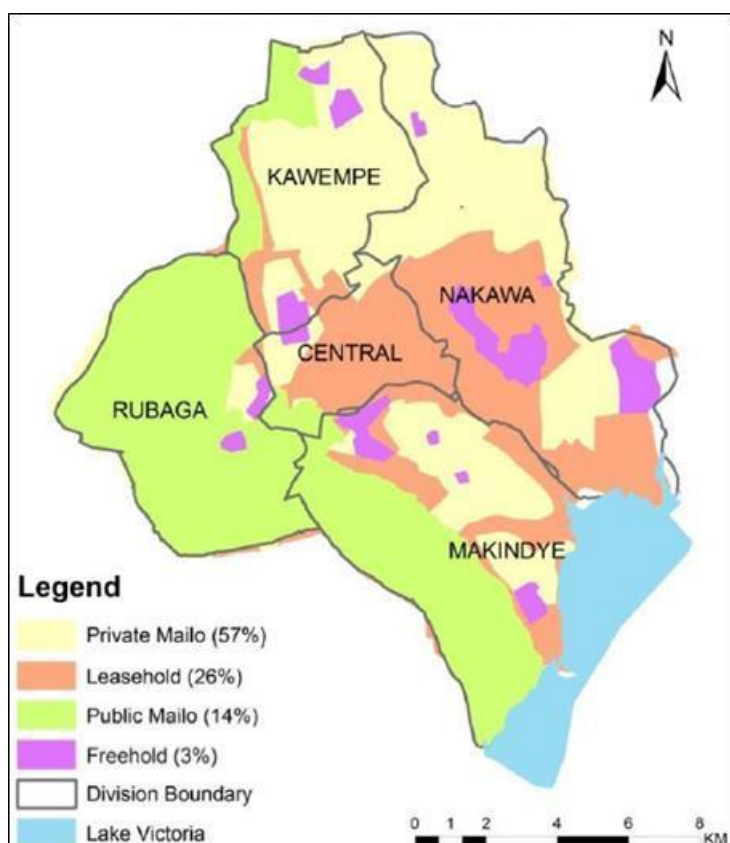 N
KAWEMPE
NAKAWA
CENTRAL
RUBAGA
MAKINDYE
Legend
Private Mailo (57%)
Leasehold (26%)
Public Mailo (14%)
Freehold (3%)
Division Boundary
Lake Victoria
0 1 2 4 6 8
KM